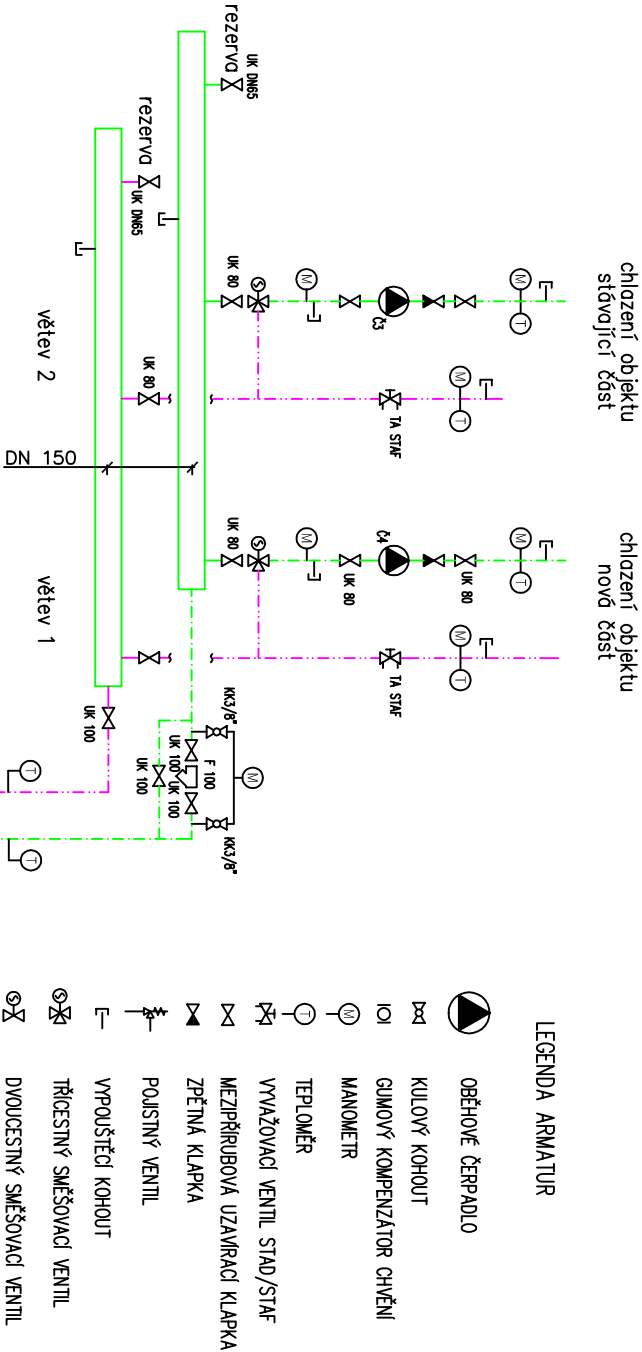 chlazení objektu
stávající část
chlazení objektu
nová část
M
T
M
T
M
T
M
T
TA STAF
TA STAF
Č3
Č4
UK 80
UK 80
M
M
S
S
UK 80
UK 80
UK DN65
rezerva
UK DN65
rezerva
UK 80
větev 2
DN 150
větev 1
UK 100
KK3/8"
KK3/8"
M
F 100
UK 100
UK 100
UK 100
T
T
LEGENDA ARMATUR
OBĚHOVÉ ČERPADLO
KULOVÝ KOHOUT
GUMOVÝ KOMPENZÁTOR CHVĚNÍ
M MANOMETR
T TEPLOMĚR
VYVAŽOVACÍ VENTIL STAD/STAF
MEZIPŘÍRUBOVÁ UZAVÍRACÍ KLAPKA
ZPĚTNÁ KLAPKA
POJISTNÝ VENTIL
VYPOUŠTĚCÍ KOHOUT
S TŘÍCESTNÝ SMĚŠOVACÍ VENTIL
S DVOUCESTNÝ SMĚŠOVACÍ VENTIL